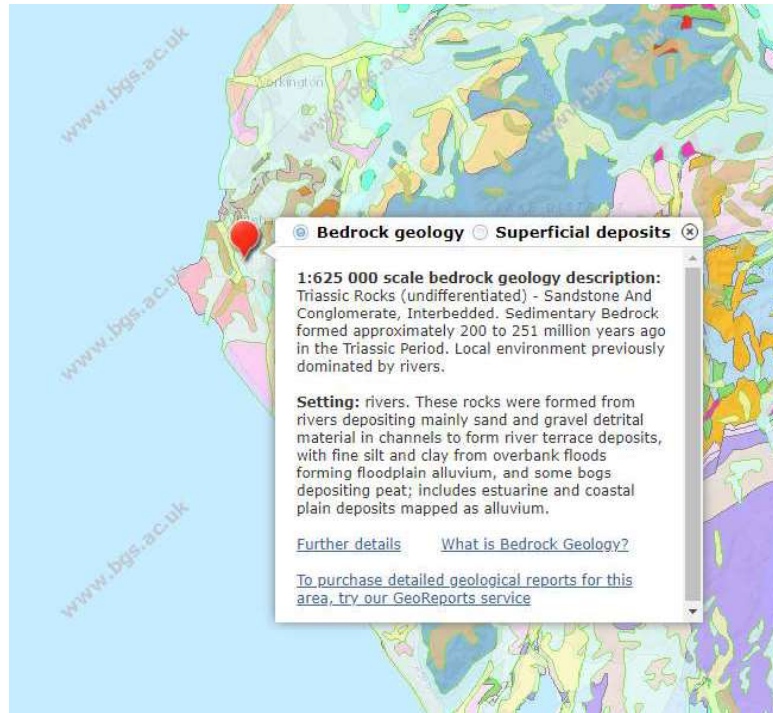 www.bgs.ac.uk
www.bgs.ac.uk
www.bgs.ac.uk
Workington
LAKE DISTRICT
Bedrock geology Superficial deposits
www.bgs.ac.uk
1:625 000 scale bedrock geology description:
Triassic Rocks (undifferentiated) - Sandstone And
Conglomerate, Interbedded. Sedimentary Bedrock
formed approximately 200 to 251 million years ago
in the Triassic Period. Local environment previously
dominated by rivers.
Setting: rivers. These rocks were formed from
rivers depositing mainly sand and gravel detrital
material in channels to form river terrace deposits,
with fine silt and clay from overbank floods
forming floodplain alluvium, and some bogs
depositing peat; includes estuarine and coastal
plain deposits mapped as alluvium.
Further details What is Bedrock Geology?
To purchase detailed geological reports for this
area, try our GeoReports service
www.bgs.ac.uk